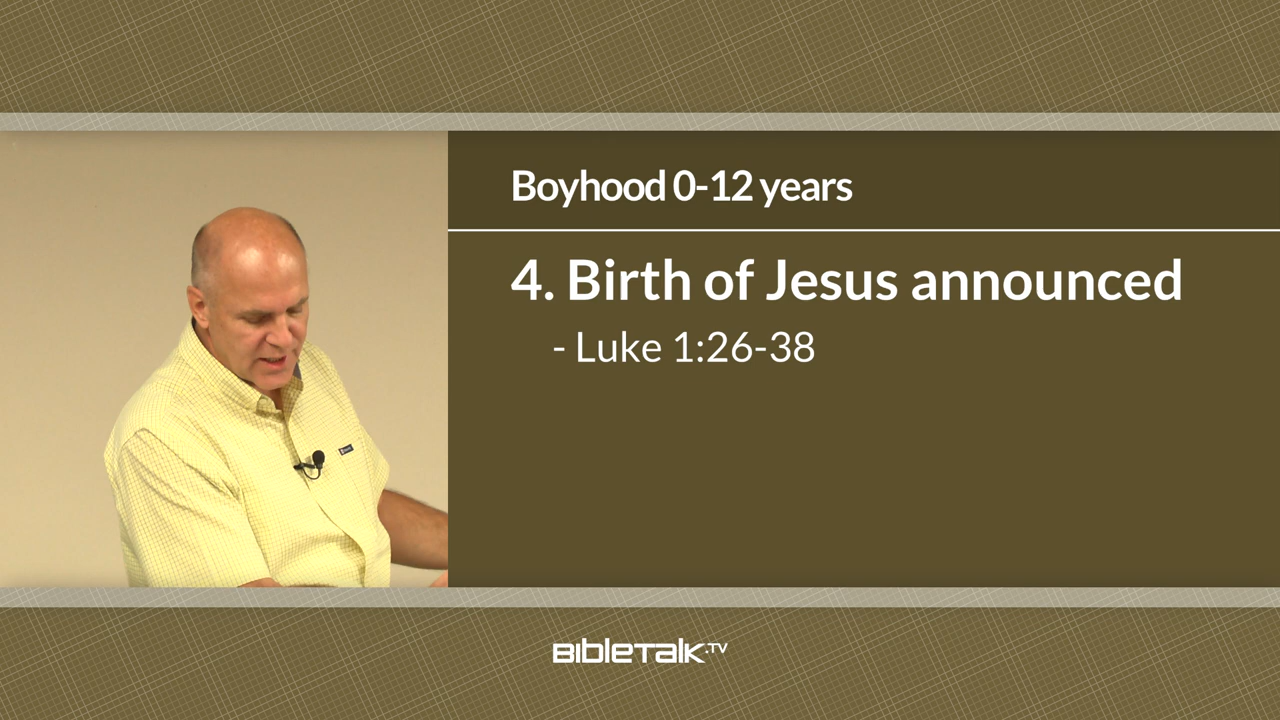 Boyhood 0-12 years
4. Birth of Jesus announced
- Luke 1:26-38
BIBLETALK.TV